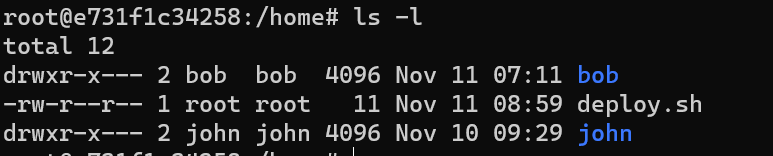 root@e731f1c34258:/home# ls -l
total 12
drwxr-x--- 2 bob  bob  4096 Nov 11 07:11 bob
-rw-r--r-- 1 root root   11 Nov 11 08:59 deploy.sh
drwxr-x--- 2 john john 4096 Nov 10 09:29 john